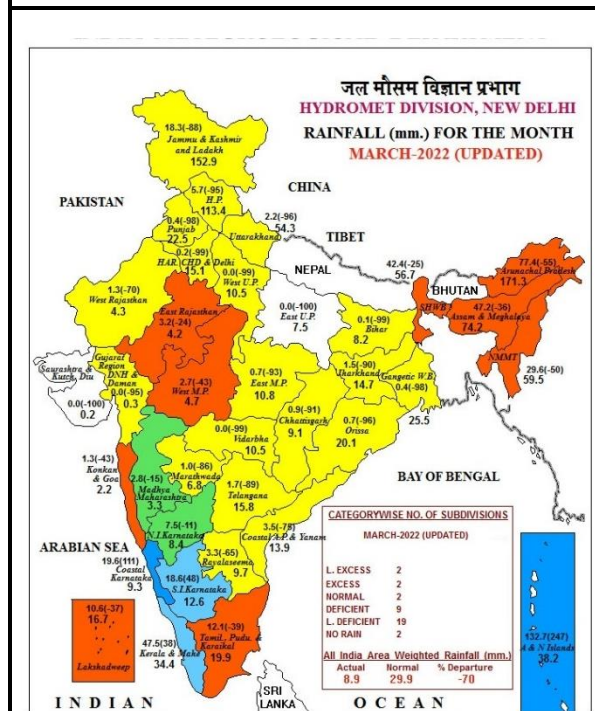 जल मौसम विज्ञान प्रभाग
HYDROMET DIVISION, NEW DELHI
RAINFALL (mm.) FOR THE MONTH
MARCH-2022 (UPDATED)
18.3(-88)
Jammu & Kashmir
and Ladakh
152.9
CHINA
PAKISTAN
5.7(-95)
H.P.
113.4
0.4(-98)
Punjab
22.5
2.2(-96)
Uttarakhand
54.3
TIBET
0.2(-99)
HAR. CHD & Delhi
15.1
0.0(-99)
West U.P.
10.5
NEPAL
42.4(-25)
56.7
BHUTAN
77.4(-55)
Arunachal Pradesh
171.3
1.3(-70)
West Rajasthan
4.3
East Rajasthan
3.2(-24)
4.2
0.0(-100)
East U.P.
7.5
0.1(-99)
Bihar
8.2
SHWB
47.2(-36)
Assam & Meghalaya
74.2
NMMT
29.6(-50)
59.5
Saurashtra &
Kutch, Diu
0.0(-100)
0.2
Gujarat
Region
DNH &
Daman
0.0(-95)
0.3
2.7(-43)
West M.P.
4.7
0.7(-93)
East M.P.
10.8
1.5(-90)
Jharkhand
14.7
Gangetic W.B.
0.4(-98)
25.5
0.9(-91)
Chhattisgarh
9.1
0.7(-96)
Orissa
20.1
0.0(-99)
Vidarbha
10.5
1.3(-43)
Konkan
& Goa
2.2
2.8(-15)
Madhya
Maharashtra
3.3
1.0(-86)
Marathwada
6.8
1.7(-89)
Telangana
15.8
BAY OF BENGAL
7.5(-11)
N.I.Karnataka
8.4
3.5(-75)
Coastal A.P. & Yanam
13.9
3.3(-65)
Rayalaseema
9.7
ARABIAN SEA
19.6(111)
Coastal
Karnataka
9.3
18.6(48)
S.I.Karnataka
12.6
CATEGORYWISE NO. OF SUBDIVISIONS
MARCH-2022 (UPDATED)
L. EXCESS 2
EXCESS 2
NORMAL 2
DEFICIENT 9
L. DEFICIENT 19
NO RAIN 2
All India Area Weighted Rainfall (mm.)
Actual Normal % Departure
8.9 29.9 -70
10.6(-37)
16.7
Lakshadweep
47.5(38)
Kerala & Mahe
34.4
12.1(-39)
Tamil. Pudu. &
Karaikal
19.9
132.7(247)
A & N Islands
38.2
SRI
LANKA
INDIAN
OCEAN